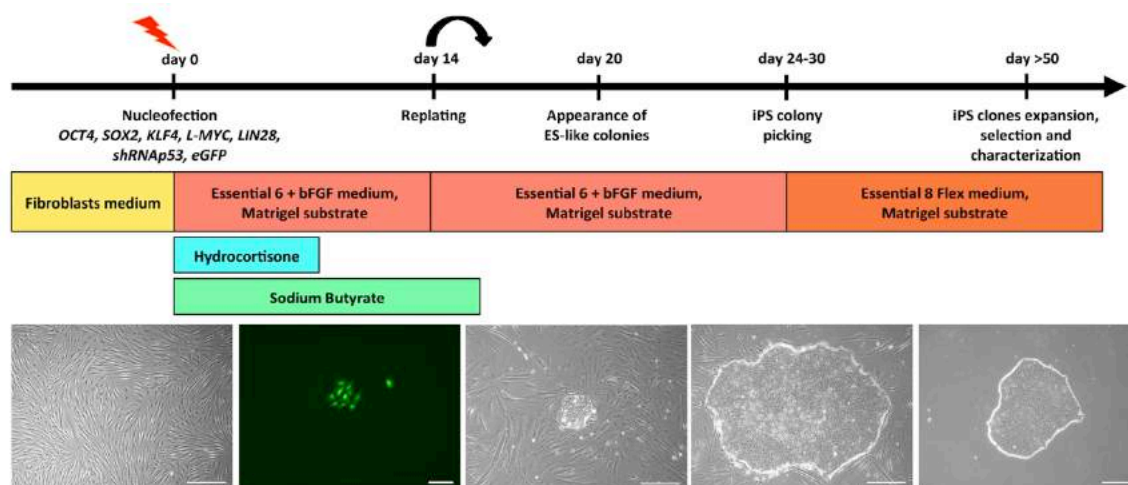 day 0
day 14
day 20
day 24-30
day >50
Nucleofection
OCT4, SOX2, KLF4, L-MYC, LIN28,
shRNAp53, eGFP
Replating
Appearance of
ES-like colonies
iPS colony
picking
iPS clones expansion,
selection and
characterization
Fibroblasts medium
Essential 6 + bFGF medium,
Matrigel substrate
Essential 6 + bFGF medium,
Matrigel substrate
Essential 8 Flex medium,
Matrigel substrate
Hydrocortisone
Sodium Butyrate